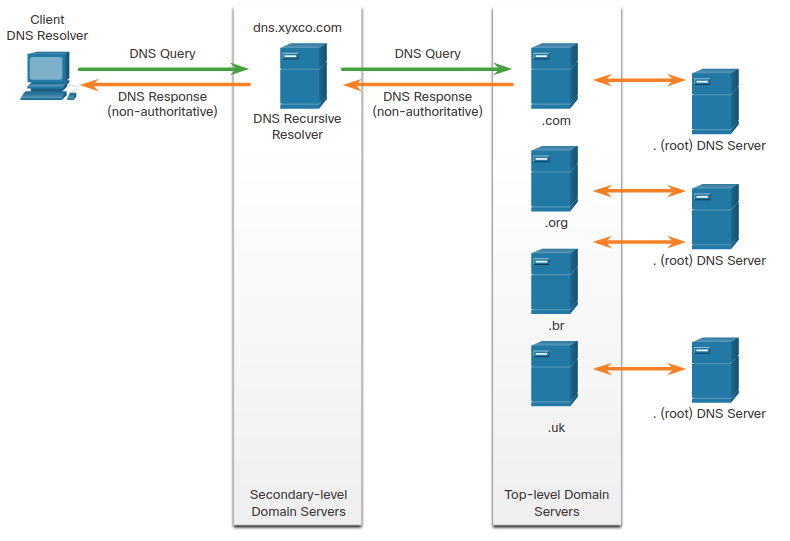 Client
DNS Resolver
DNS Query
DNS Response
(non-authoritative)
dns.xyxco.com
DNS Recursive
Resolver
Secondary-level
Domain Servers
DNS Query
DNS Response
(non-authoritative)
.com
.org
.br
.uk
Top-level Domain
Servers
. (root) DNS Server
. (root) DNS Server
. (root) DNS Server